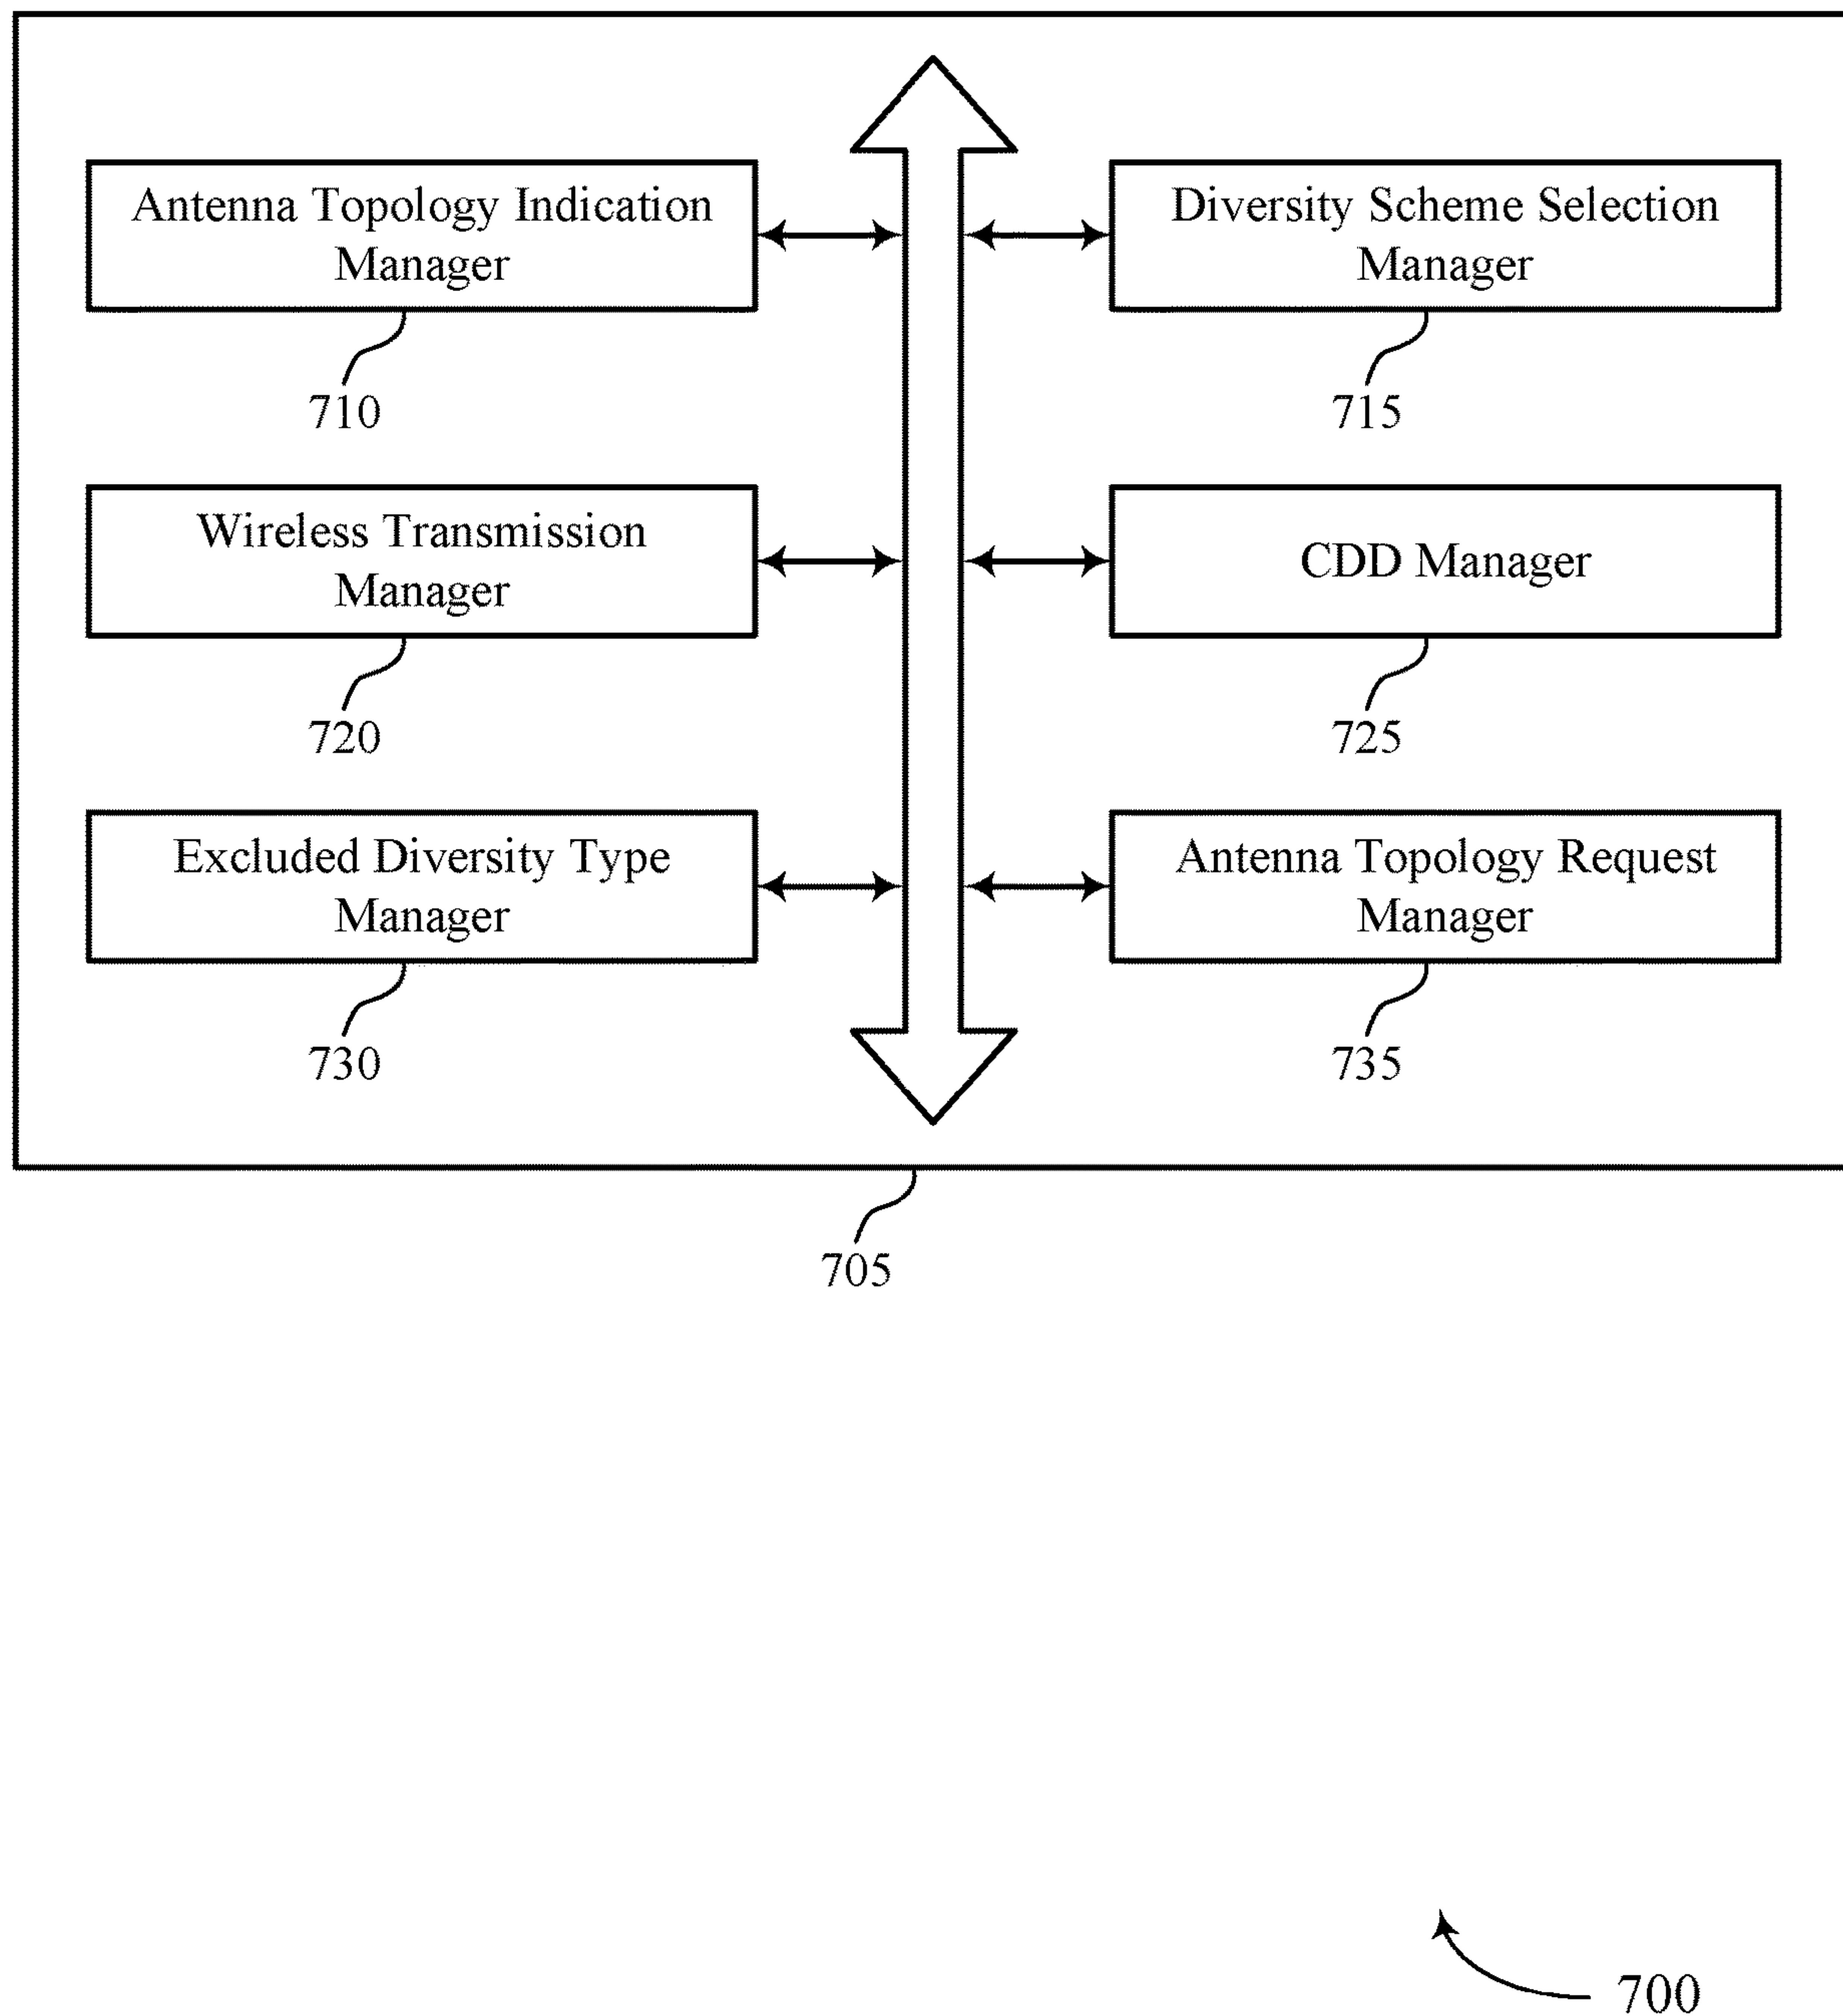 Antenna Topology Indication
Manager
710
Diversity Scheme Selection
Manager
715
Wireless Transmission
Manager
720
CDD Manager
725
Excluded Diversity Type
Manager
730
Antenna Topology Request
Manager
735
705
700